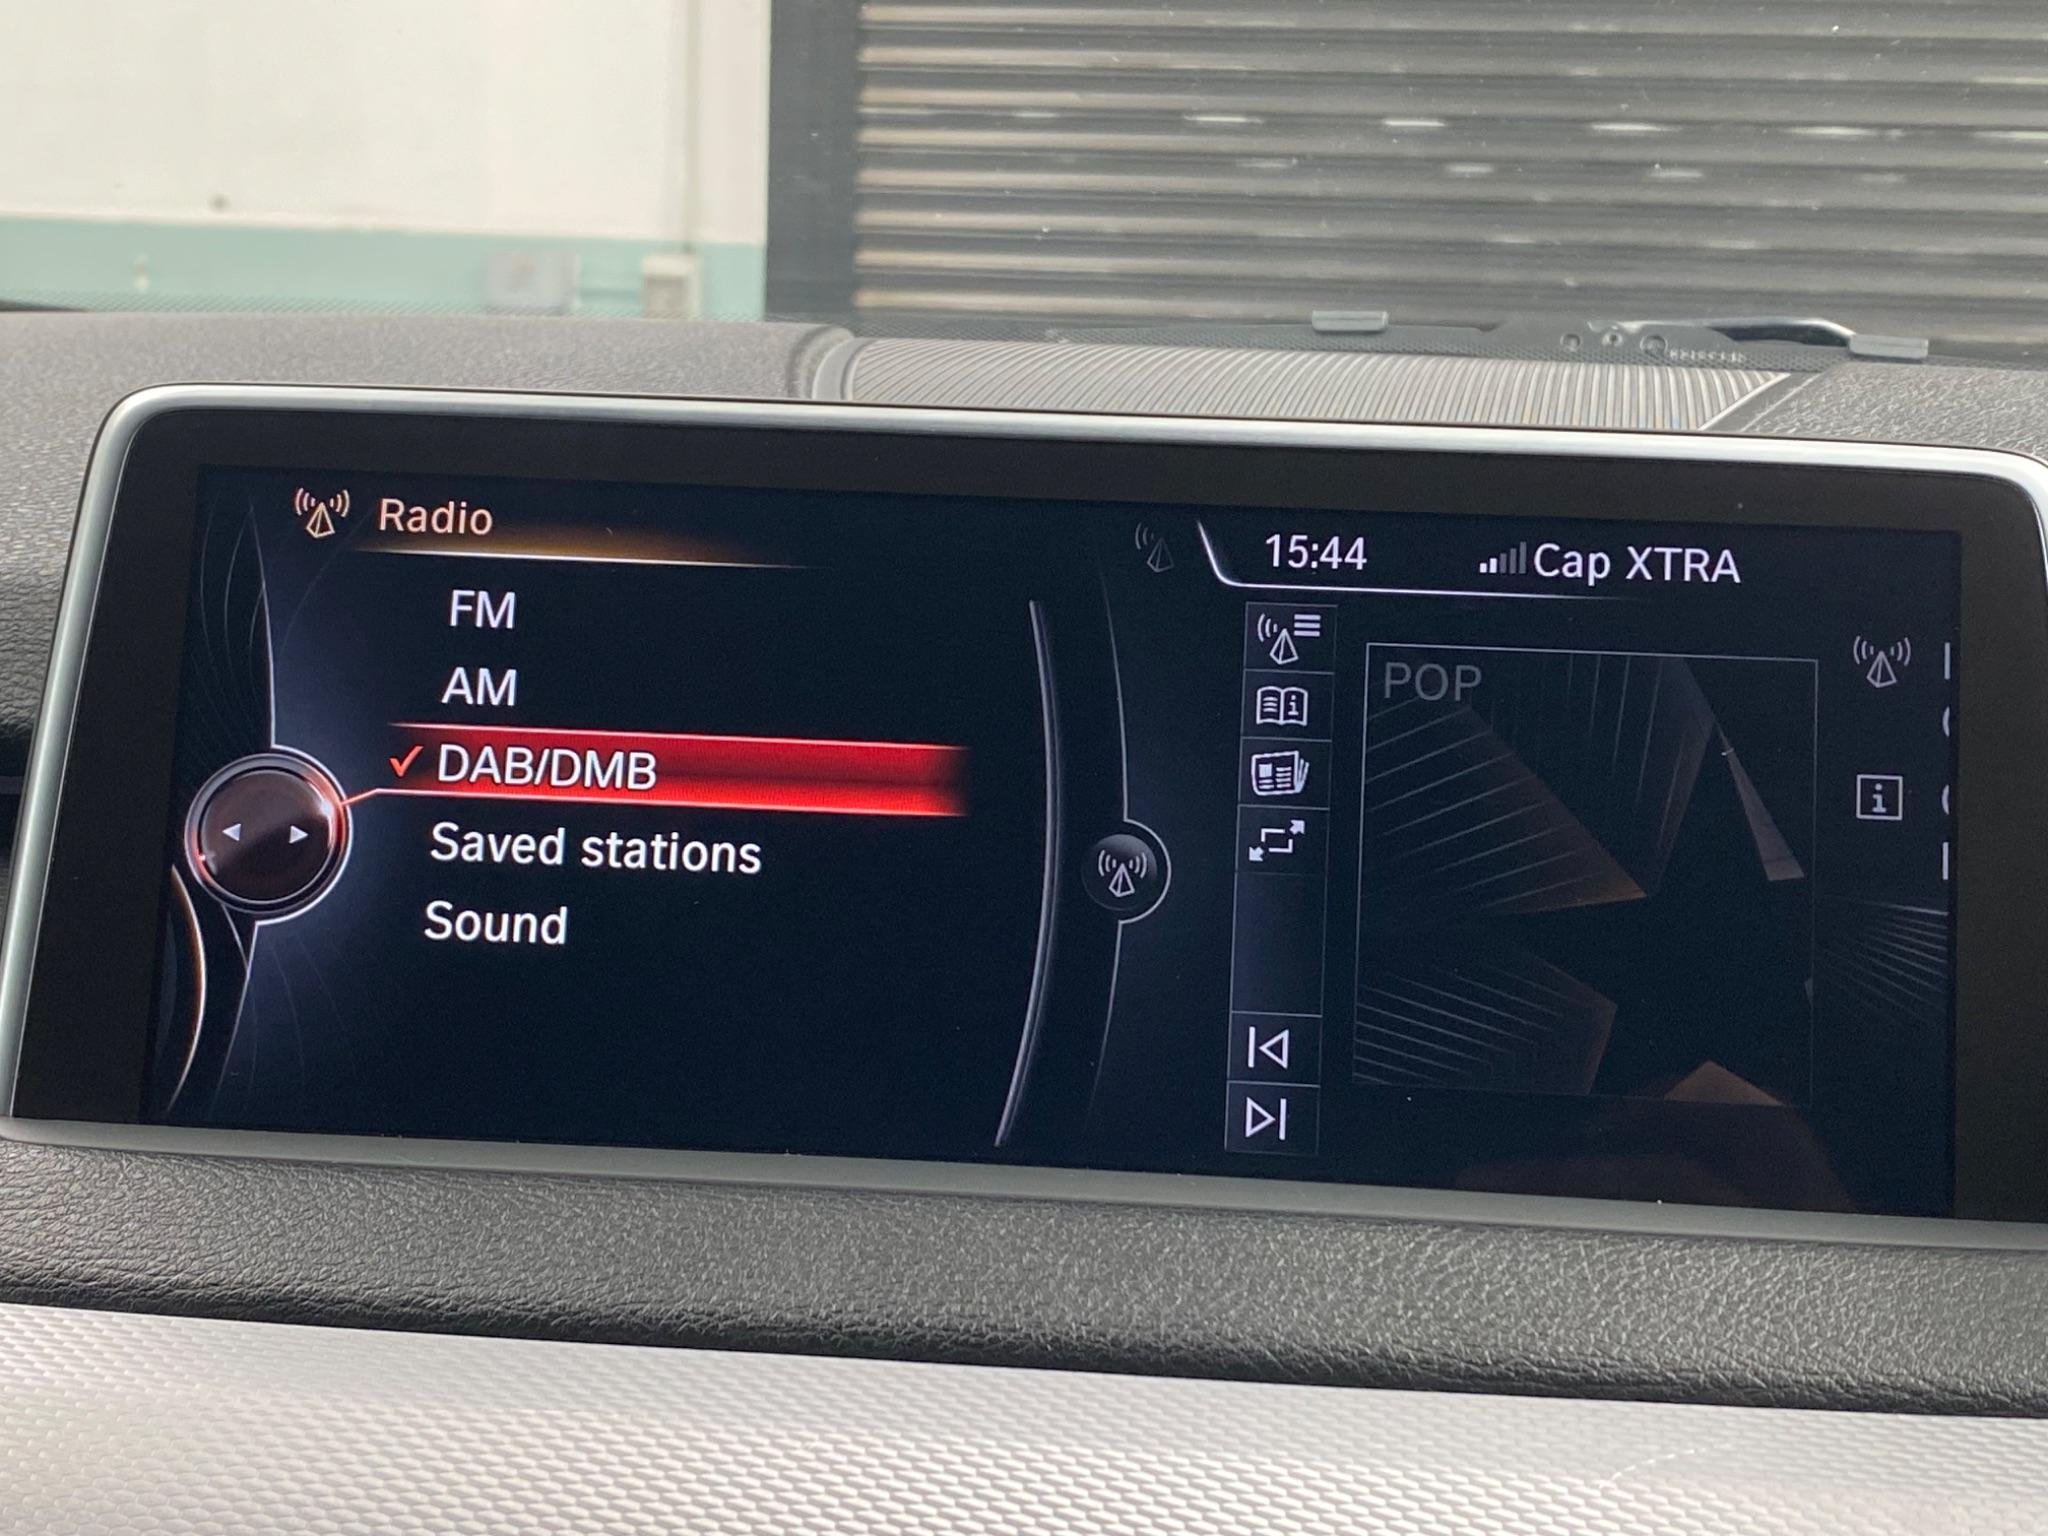 Radio
FM
AM
DAB/DMB
Saved stations
Sound
15:44
Cap XTRA
POP